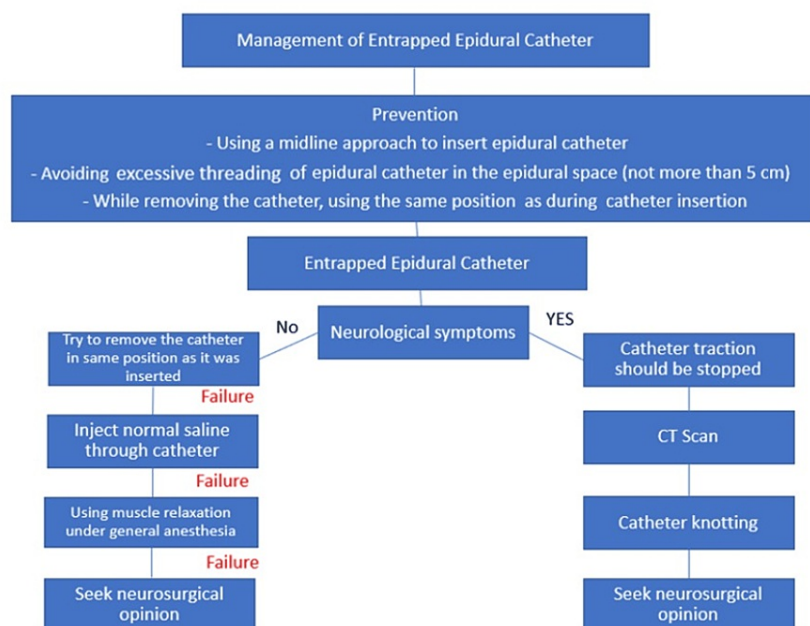 Management of Entrapped Epidural Catheter
Prevention
- Using a midline approach to insert epidural catheter
- Avoiding excessive threading of epidural catheter in the epidural space (not more than 5 cm)
- While removing the catheter, using the same position as during catheter insertion
Entrapped Epidural Catheter
Neurological symptoms
No
YES
Try to remove the catheter
in same position as it was
inserted
Failure
Inject normal saline
through catheter
Failure
Using muscle relaxation
under general anesthesia
Failure
Seek neurosurgical
opinion
Catheter traction
should be stopped
CT Scan
Catheter knotting
Seek neurosurgical
opinion